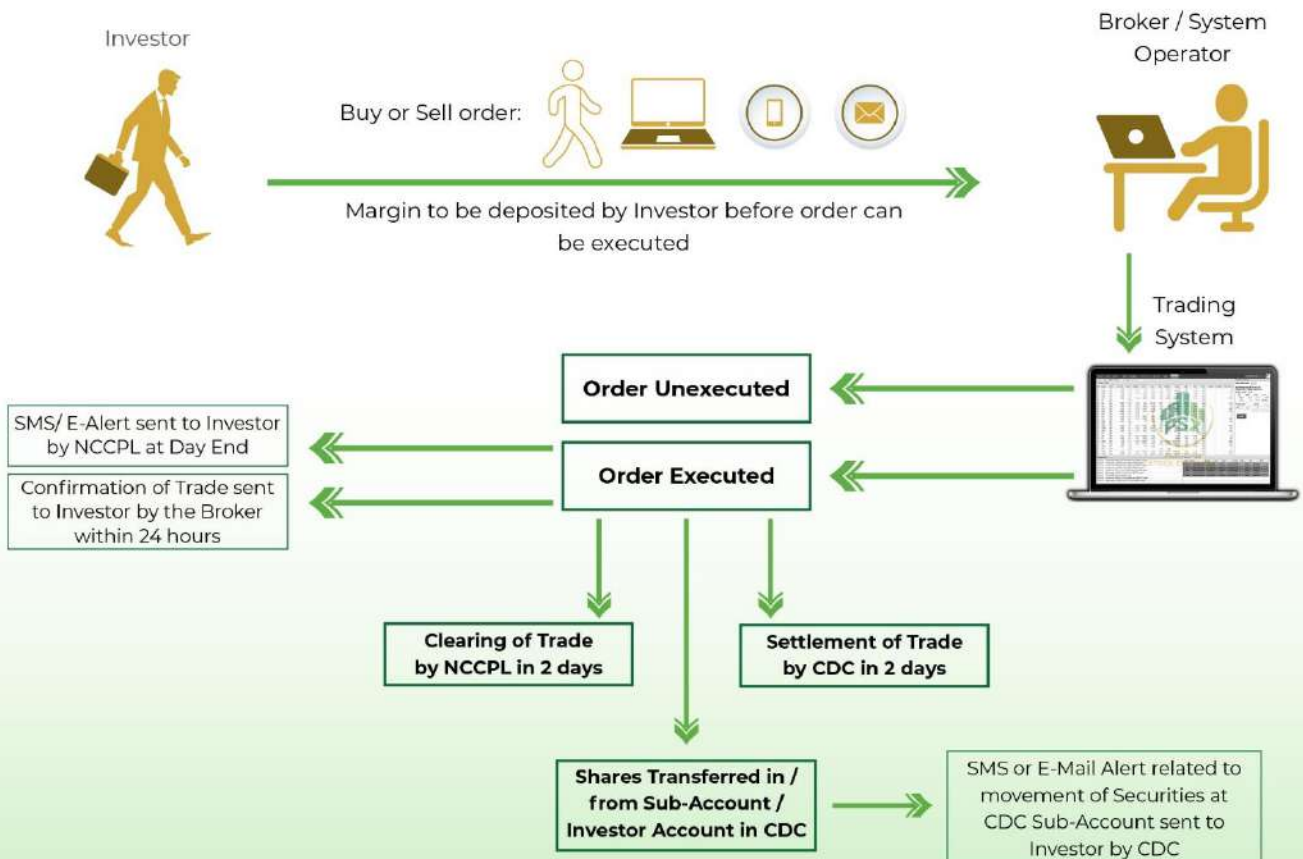 Investor
Broker / System
Operator
Buy or Sell order:
Margin to be deposited by Investor before order can
be executed
Trading
System
Order Unexecuted
SMS/ E-Alert sent to Investor
by NCCPL at Day End
Order Executed
Confirmation of Trade sent
to Investor by the Broker
within 24 hours
PSX
Clearing of Trade
by NCCPL in 2 days
Settlement of Trade
by CDC in 2 days
Shares Transferred in /
from Sub-Account /
Investor Account in CDC
SMS or E-Mail Alert related to
movement of Securities at
CDC Sub-Account sent to
Investor by CDC